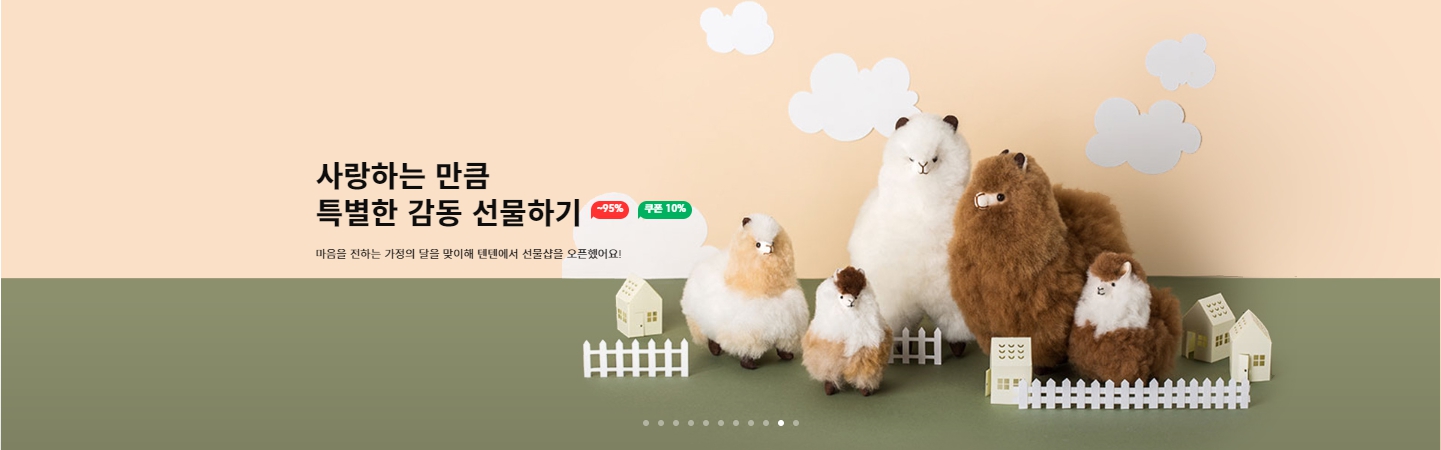 사랑하는 만큼
특별한 감동 선물하기 ~95% 쿠폰 10%
마음을 전하는 가정의 달을 맞이해 텐텐에서 선물샵을 오픈했어요!